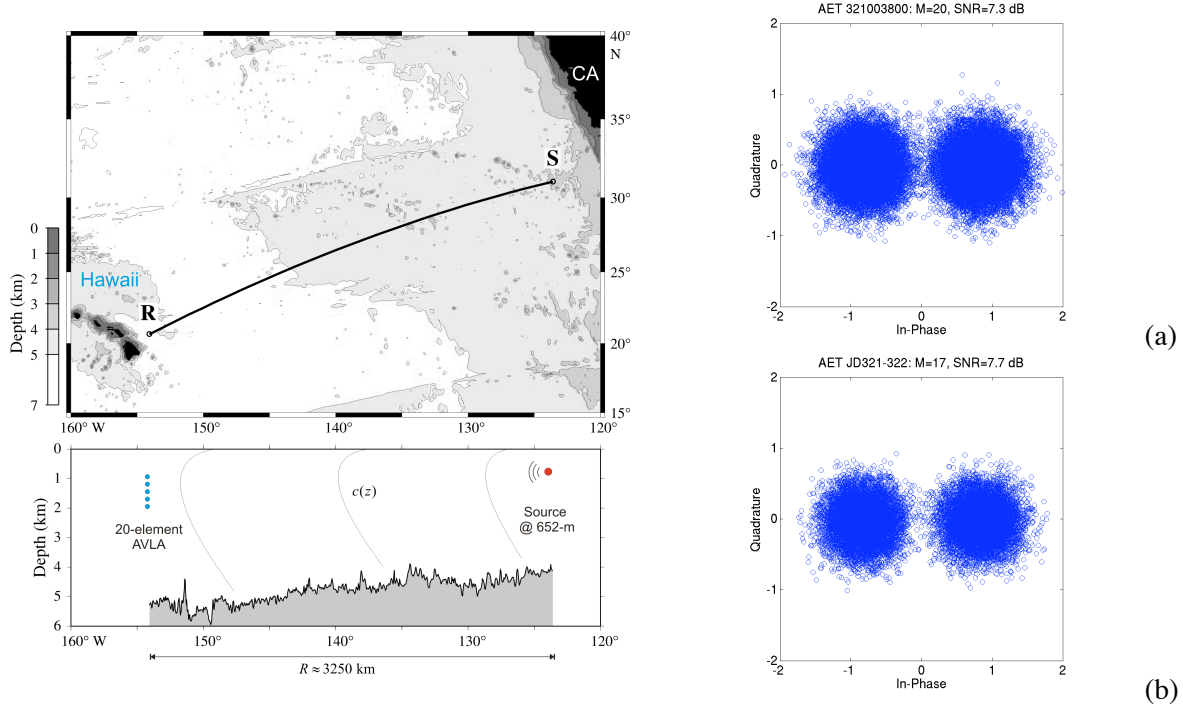 40°
N
CA
35°
S
30°
0
1
2
3
4
5
7
Depth (km)
25°
Hawaii
R
20°
15°
160° W
150°
140°
130°
120°
0
1
2
3
4
5
6
Depth (km)
c(z)
20-element
AVLA
Source
@ 652-m
160° W
150°
140°
130°
120°
R ≈ 3250 km
AET 321003800: M=20, SNR=7.3 dB
2
1
0
-1
-2
Quadrature
-2
-1
0
1
2
In-Phase
(a)
AET JD321-322: M=17, SNR=7.7 dB
2
1
0
-1
-2
Quadrature
-2
-1
0
1
2
In-Phase
(b)